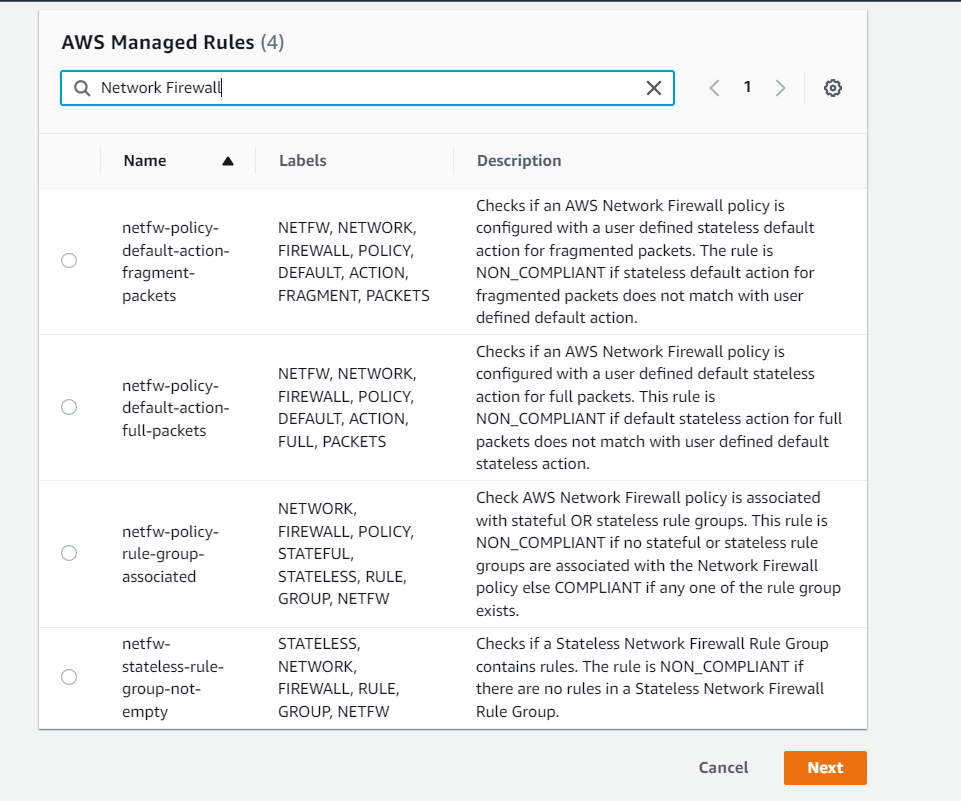 AWS Managed Rules (4)
Network Firewall
1
Name Labels Description
netfw-policy-
default-action-
fragment-
packets
NETFW, NETWORK,
FIREWALL, POLICY,
DEFAULT, ACTION,
FRAGMENT, PACKETS
Checks if an AWS Network Firewall policy is
configured with a user defined stateless default
action for fragmented packets. The rule is
NON_COMPLIANT if stateless default action for
fragmented packets does not match with user
defined default action.
netfw-policy-
default-action-
full-packets
NETFW, NETWORK,
FIREWALL, POLICY,
DEFAULT, ACTION,
FULL, PACKETS
Checks if an AWS Network Firewall policy is
configured with a user defined default stateless
action for full packets. This rule is
NON_COMPLIANT if default stateless action for full
packets does not match with user defined default
stateless action.
netfw-policy-
rule-group-
associated
NETWORK,
FIREWALL, POLICY,
STATEFUL,
STATELESS, RULE,
GROUP, NETFW
Check AWS Network Firewall policy is associated
with stateful OR stateless rule groups. This rule is
NON_COMPLIANT if no stateful or stateless rule
groups are associated with the Network Firewall
policy else COMPLIANT if any one of the rule group
exists.
netfw-
stateless-rule-
group-not-
empty
STATELESS,
NETWORK,
FIREWALL, RULE,
GROUP, NETFW
Checks if a Stateless Network Firewall Rule Group
contains rules. The rule is NON_COMPLIANT if
there are no rules in a Stateless Network Firewall
Rule Group.
Cancel Next